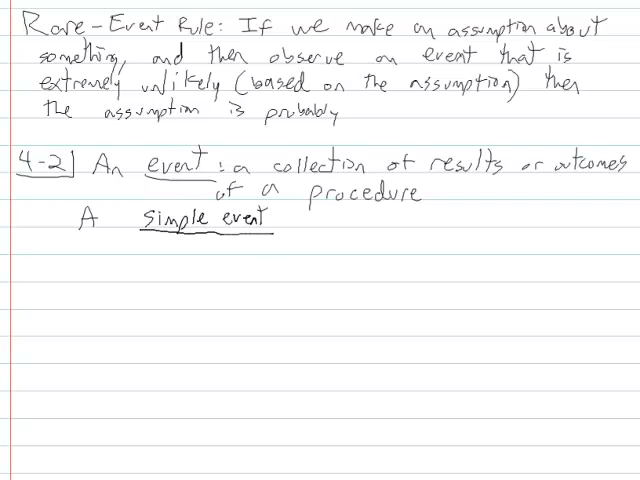 Rare-Event Rule: If we make an assumption about
something, and then observe an event that is
extremely unlikely (based on the assumption) then
the assumption is probably
4-2 An event: a collection of results or outcomes
of a procedure
A simple event